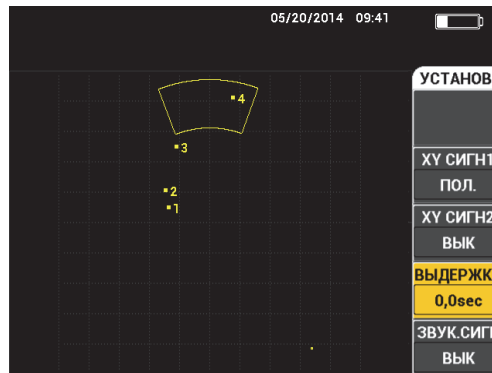 05/20/2014 09:41
УСТАНОВ
4
3
2
1
XY СИГН1
ПОЛ.
XY СИГН2
ВЫК
ВЫДЕРЖК
0,0sec
ЗВУК.СИГН
ВЫК